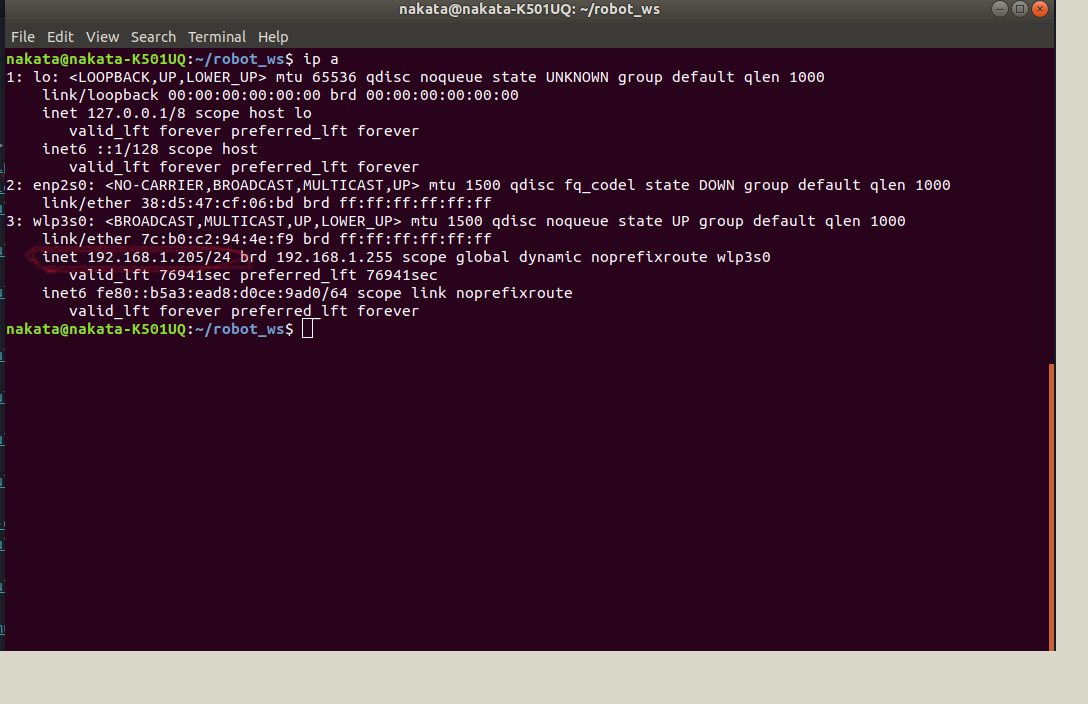 nakata@nakata-K501UQ: ~/robot_ws
File Edit View Search Terminal Help
nakata@nakata-K501UQ:~/robot_ws$ ip a
1: lo: <LOOPBACK,UP,LOWER_UP> mtu 65536 qdisc noqueue state UNKNOWN group default qlen 1000
link/loopback 00:00:00:00:00:00 brd 00:00:00:00:00:00
inet 127.0.0.1/8 scope host lo
valid_lft forever preferred_lft forever
inet6 ::1/128 scope host
valid_lft forever preferred_lft forever
2: enp2s0: <NO-CARRIER,BROADCAST,MULTICAST,UP> mtu 1500 qdisc fq_codel state DOWN group default qlen 1000
link/ether 38:d5:47:cf:06:bd brd ff:ff:ff:ff:ff:ff
3: wlp3s0: <BROADCAST,MULTICAST,UP,LOWER_UP> mtu 1500 qdisc noqueue state UP group default qlen 1000
link/ether 7c:b0:c2:94:4e:f9 brd ff:ff:ff:ff:ff:ff
inet 192.168.1.205/24 brd 192.168.1.255 scope global dynamic noprefixroute wlp3s0
valid_lft 76941sec preferred_lft 76941sec
inet6 fe80::b5a3:ead8:d0ce:9ad0/64 scope link noprefixroute
valid_lft forever preferred_lft forever
nakata@nakata-K501UQ:~/robot_ws$